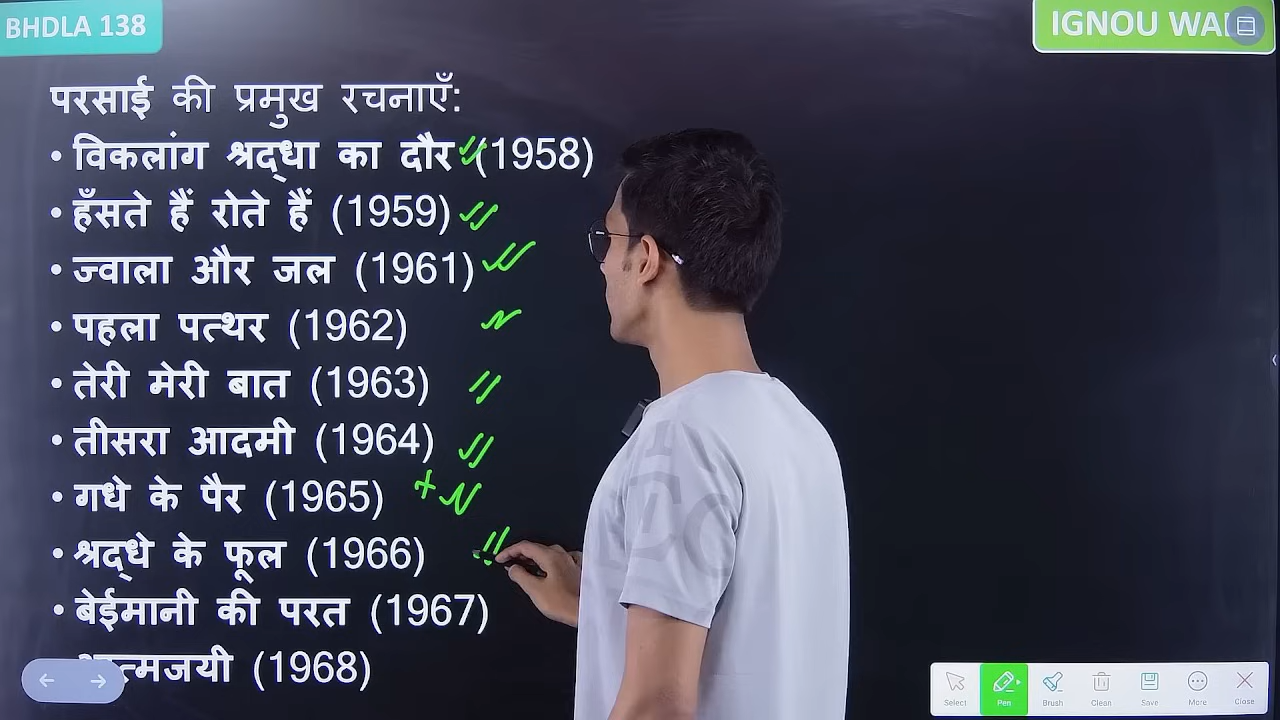 BHDLA 138
IGNOU
परसाई की प्रमुख रचनाएँ:
• विकलांग श्रद्धा का दौर (1958)
• हँसते हैं रोते हैं (1959)
• ज्वाला और जल (1961)
• पहला पत्थर (1962)
• तेरी मेरी बात (1963)
• तीसरा आदमी (1964)
• गधे के पैर (1965)
• श्रद्धे के फूल (1966)
• बेईमानी की परत (1967)
(1968)
Select Pen Brush Clean Save More Close